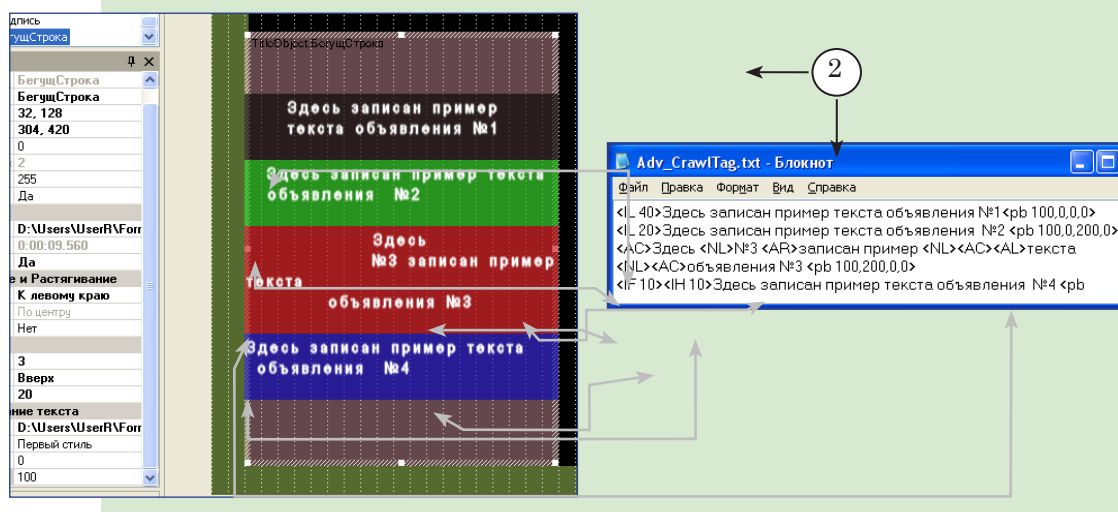 дпись
ущСтрока
БегущСтрока
БегущСтрока
32, 128
304, 420
0
2
255
Да
D:\Users\UserR\Forr
0:00:09.560
Да
е и Растягивание
К левому краю
По центру
Нет
3
Вверх
20
ние текста
D:\Users\UserR\Forr
Первый стиль
0
100
TitleObject:БегущСтрока
Здесь записан пример
текста объявления №1
Здесь записан пример текста
объявления №2
Здесь
№3 записан пример
текста
объявления №3
Здесь записан пример текста
объявления №4
2
Adv_CrawlTag.txt - Блокнот
Файл Правка Формат Вид Справка
<IL 40>Здесь записан пример текста объявления №1<pb 100,0,0,0>
<IL 20>Здесь записан пример текста объявления №2 <pb 100,0,200,0>
<AC>Здесь <NL>№3 <AR>записан пример <NL><AC><AL>текста
<NL><AC>объявления №3 <pb 100,200,0,0>
<IF 10><IH 10>Здесь записан пример текста объявления №4 <pb